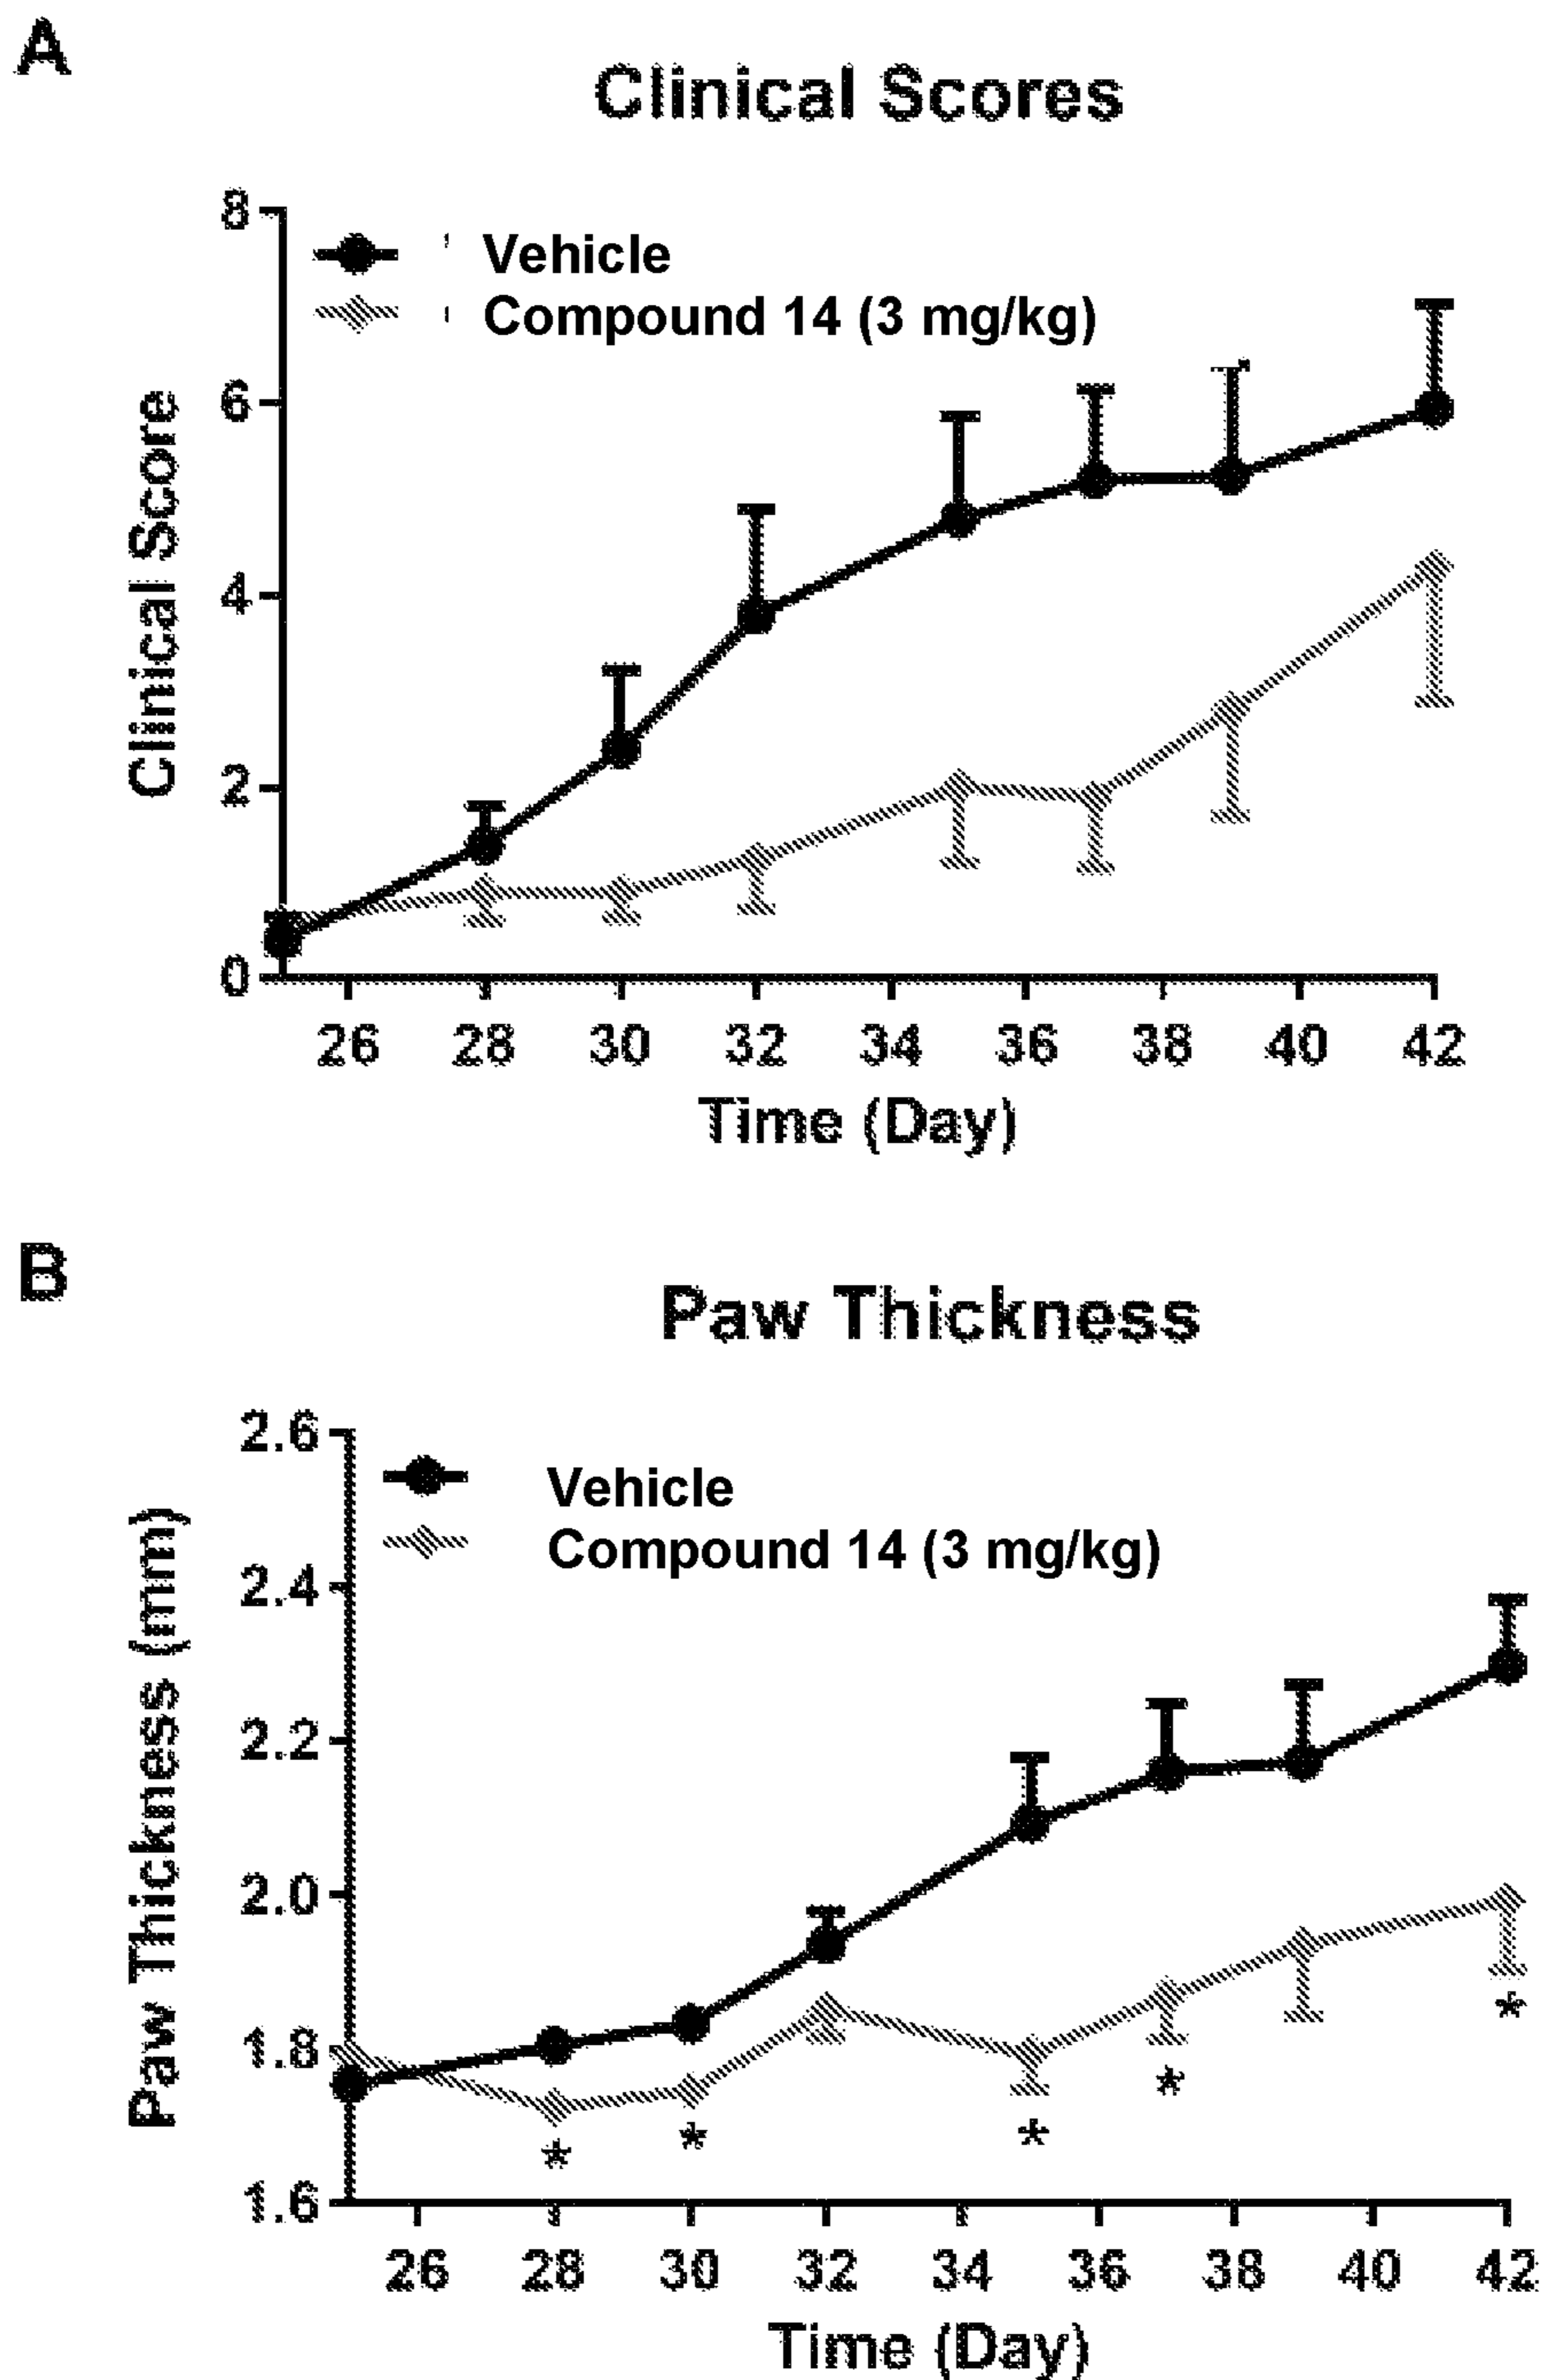 A
Clinical Scores
8
Vehicle
Compound 14 (3 mg/kg)
6
4
2
0
Clinical Score
26 28 30 32 34 36 38 40 42
Time (Day)
B
Paw Thickness
2.6
Vehicle
Compound 14 (3 mg/kg)
2.4
2.2
2.0
1.8
1.6
Paw Thickness (mm)
* * * * *
26 28 30 32 34 36 38 40 42
Time (Day)